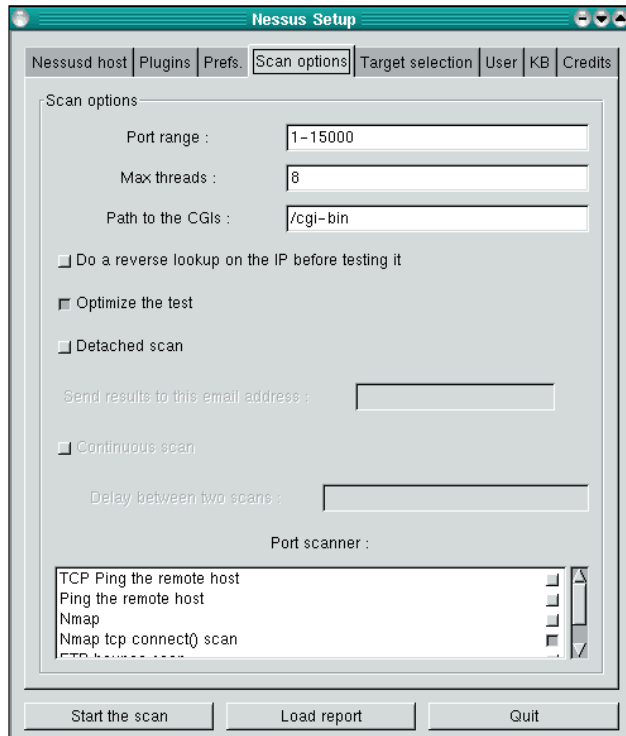 Nessus Setup
Nessusd host Plugins Prefs. Scan options Target selection User KB Credits
Scan options
Port range : 1-15000
Max threads : 8
Path to the CGIs : /cgi-bin
Do a reverse lookup on the IP before testing it
Optimize the test
Detached scan
Send results to this email address :
Continuous scan
Delay between two scans :
Port scanner :
TCP Ping the remote host
Ping the remote host
Nmap
Nmap tcp connect() scan
FTP bounce scan
Start the scan Load report Quit